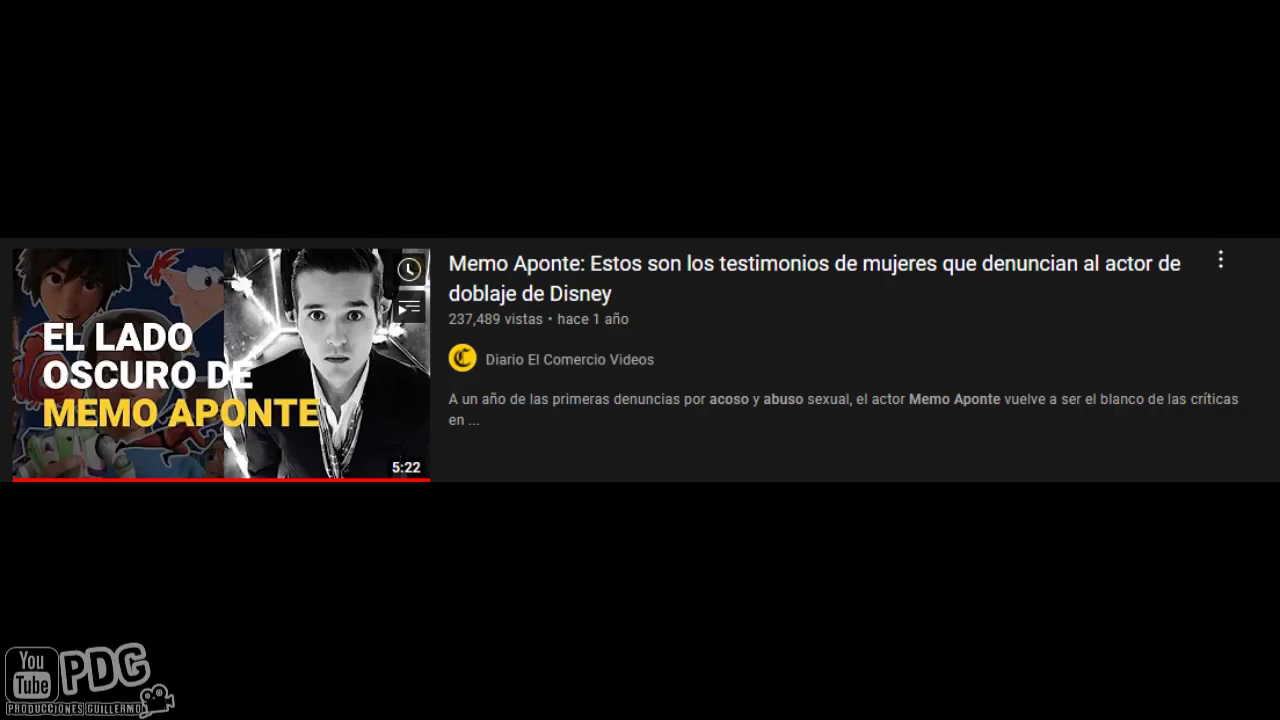 EL LADO
OSCURO DE
MEMO APONTE
5:22
Memo Aponte: Estos son los testimonios de mujeres que denuncian al actor de
doblaje de Disney
237,489 vistas • hace 1 año
Diario El Comercio Videos
A un año de las primeras denuncias por acoso y abuso sexual, el actor Memo Aponte vuelve a ser el blanco de las críticas
en ...
You
Tube
PDG
PRODUCCIONES GUILLERMO